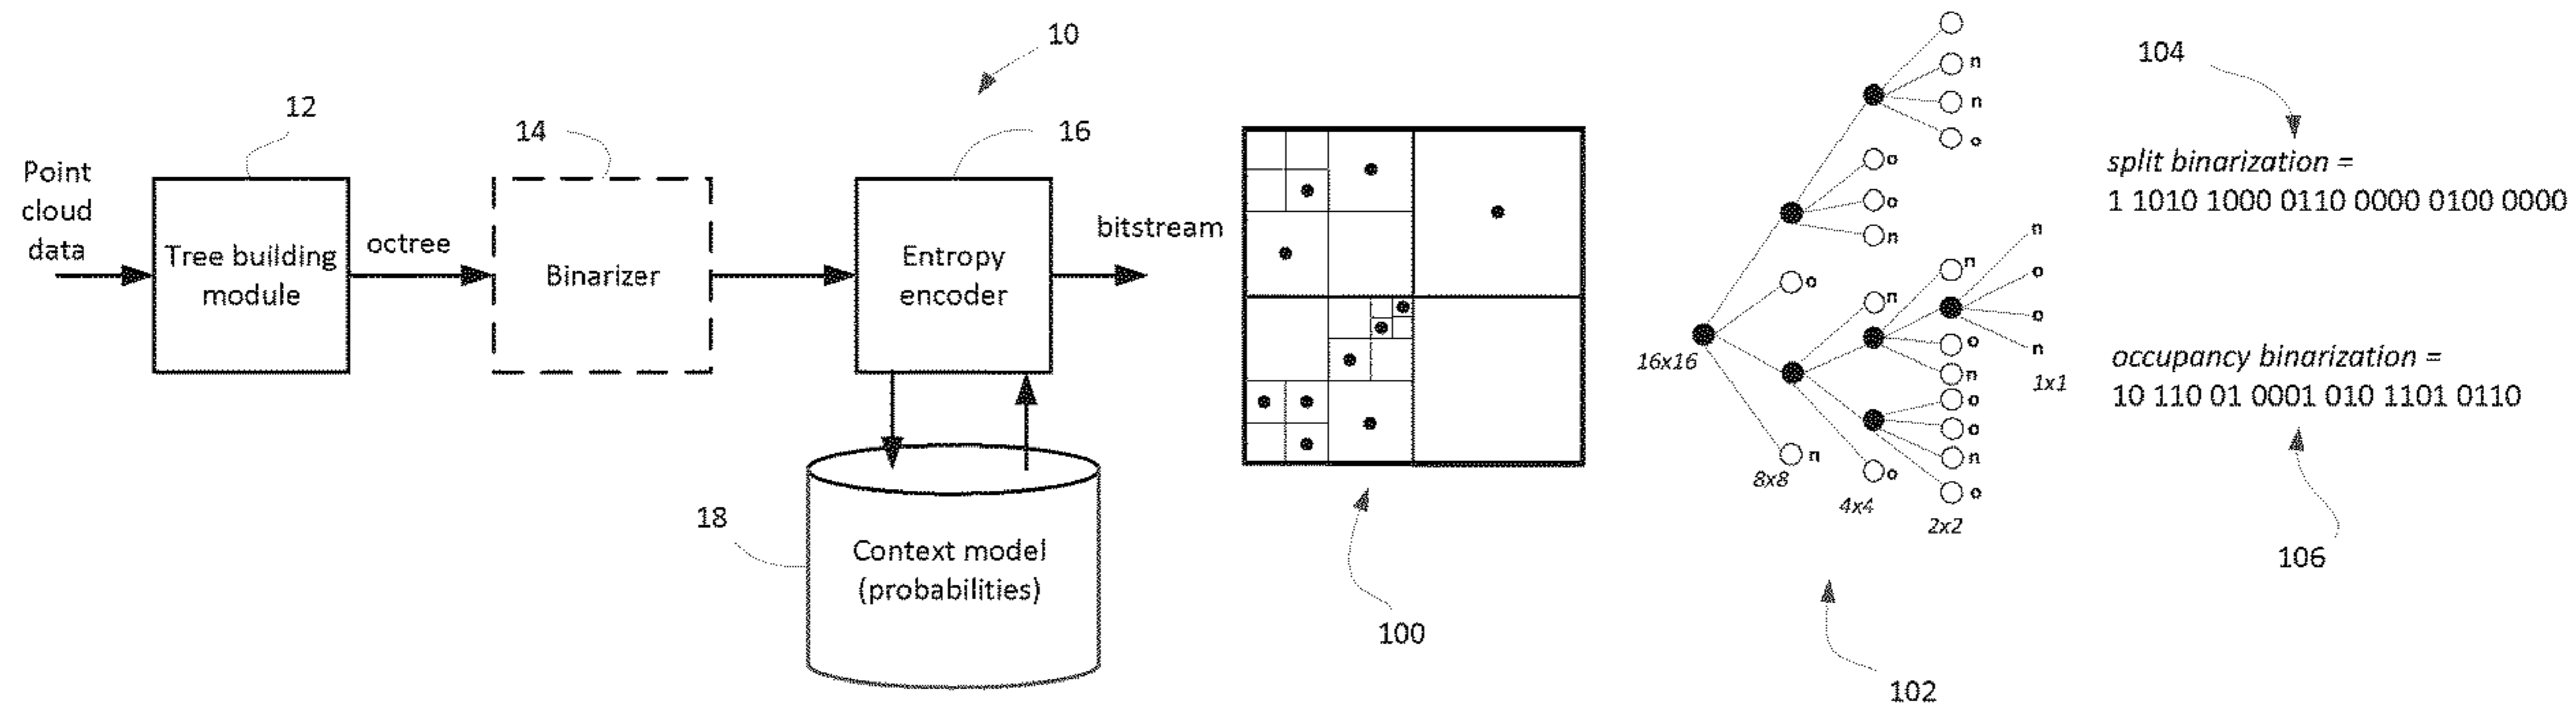 10
12
14
16
Point
cloud
data
Tree building
module
octree
Binarizer
Entropy
encoder
bitstream
18
Context model
(probabilities)
100
n
n
o
o
o
n
o
n
n
n
o
o
n
o
n
o
o
n
o
o
n
16x16
8x8
4x4
2x2
1x1
102
104
split binarization =
1 1010 1000 0110 0000 0100 0000
occupancy binarization =
10 110 01 0001 010 1101 0110
106